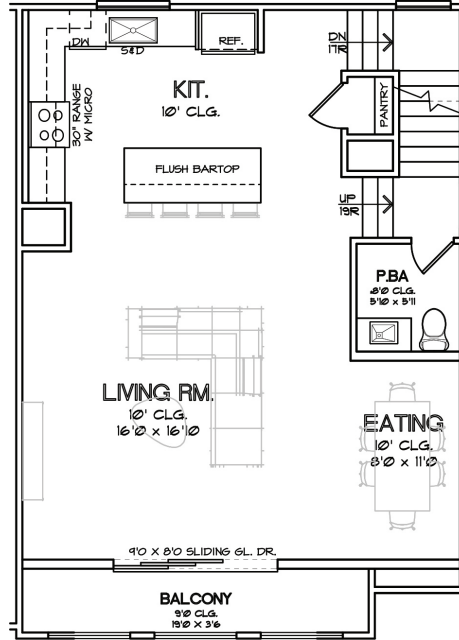 DW
S&D
REF.
DN
17R
KIT.
10' CLG.
30" RANGE
W/ MICRO
PANTRY
FLUSH BARTOP
UP
19R
P.BA
8'0 CLG.
5'10 x 5'11
LIVING RM.
10' CLG.
16'0 x 16'10
EATING
10' CLG.
8'0 x 11'0
9'0 X 8'0 SLIDING GL. DR.
BALCONY
9'0 CLG.
19'0 x 3'6